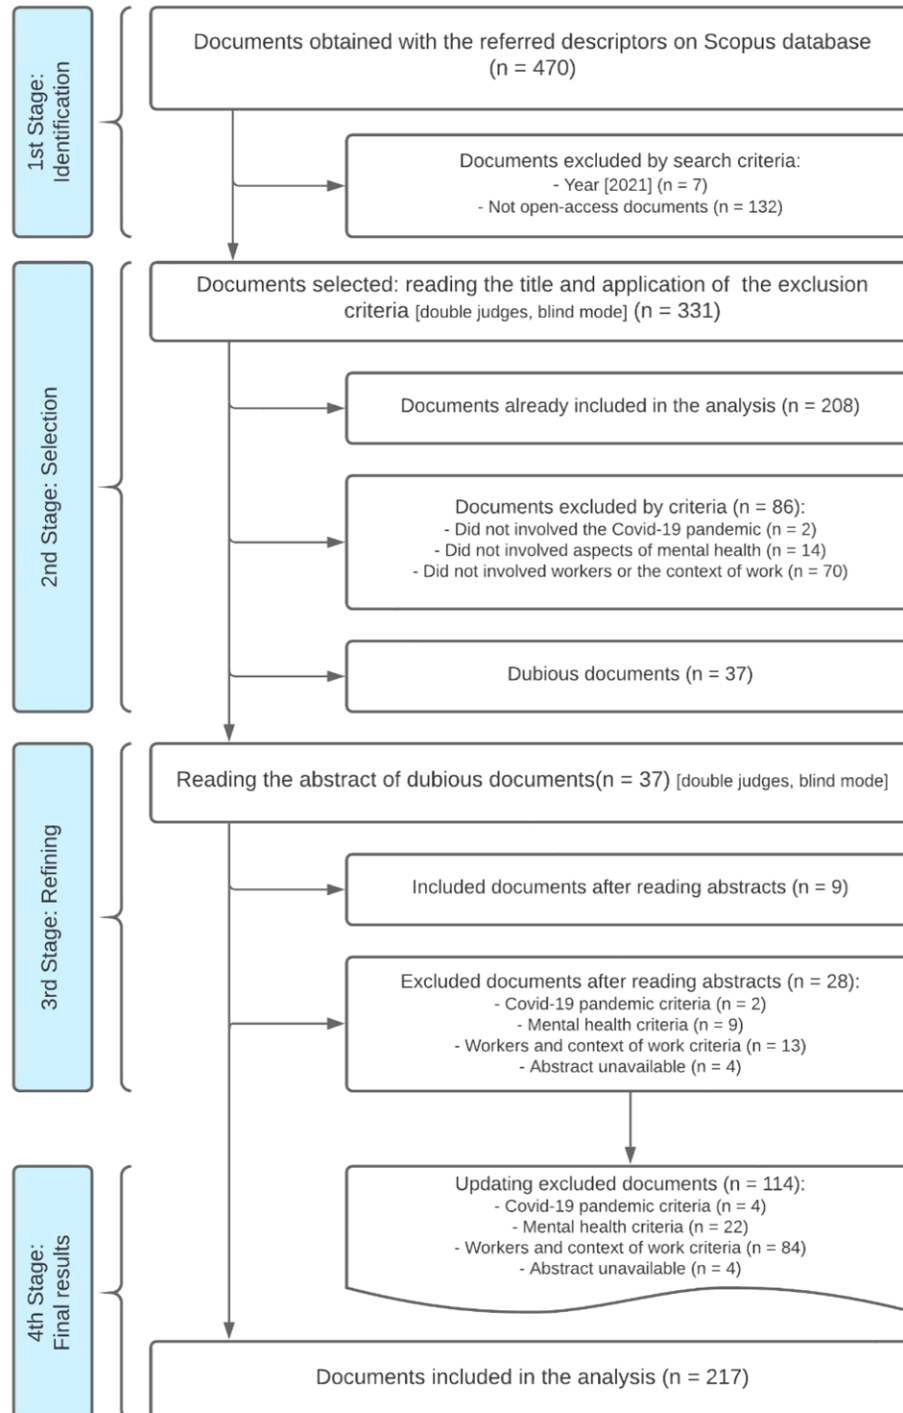 1st Stage:
Identification
Documents obtained with the referred descriptors on Scopus database
(n = 470)
Documents excluded by search criteria:
- Year [2021] (n = 7)
- Not open-access documents (n = 132)
2nd Stage: Selection
Documents selected: reading the title and application of  the exclusion
criteria [double judges, blind mode] (n = 331)
Documents already included in the analysis (n = 208)
Documents excluded by criteria (n = 86):
- Did not involved the Covid-19 pandemic (n = 2)
- Did not involved aspects of mental health (n = 14)
- Did not involved workers or the context of work (n = 70)
Dubious documents (n = 37)
3rd Stage: Refining
Reading the abstract of dubious documents(n = 37) [double judges, blind mode]
Included documents after reading abstracts (n = 9)
Excluded documents after reading abstracts (n = 28):
- Covid-19 pandemic criteria (n = 2)
- Mental health criteria (n = 9)
- Workers and context of work criteria (n = 13)
- Abstract unavailable (n = 4)
4th Stage:
Final results
Updating excluded documents (n = 114):
- Covid-19 pandemic criteria (n = 4)
- Mental health criteria (n = 22)
- Workers and context of work criteria (n = 84)
- Abstract unavailable (n = 4)
Documents included in the analysis (n = 217)